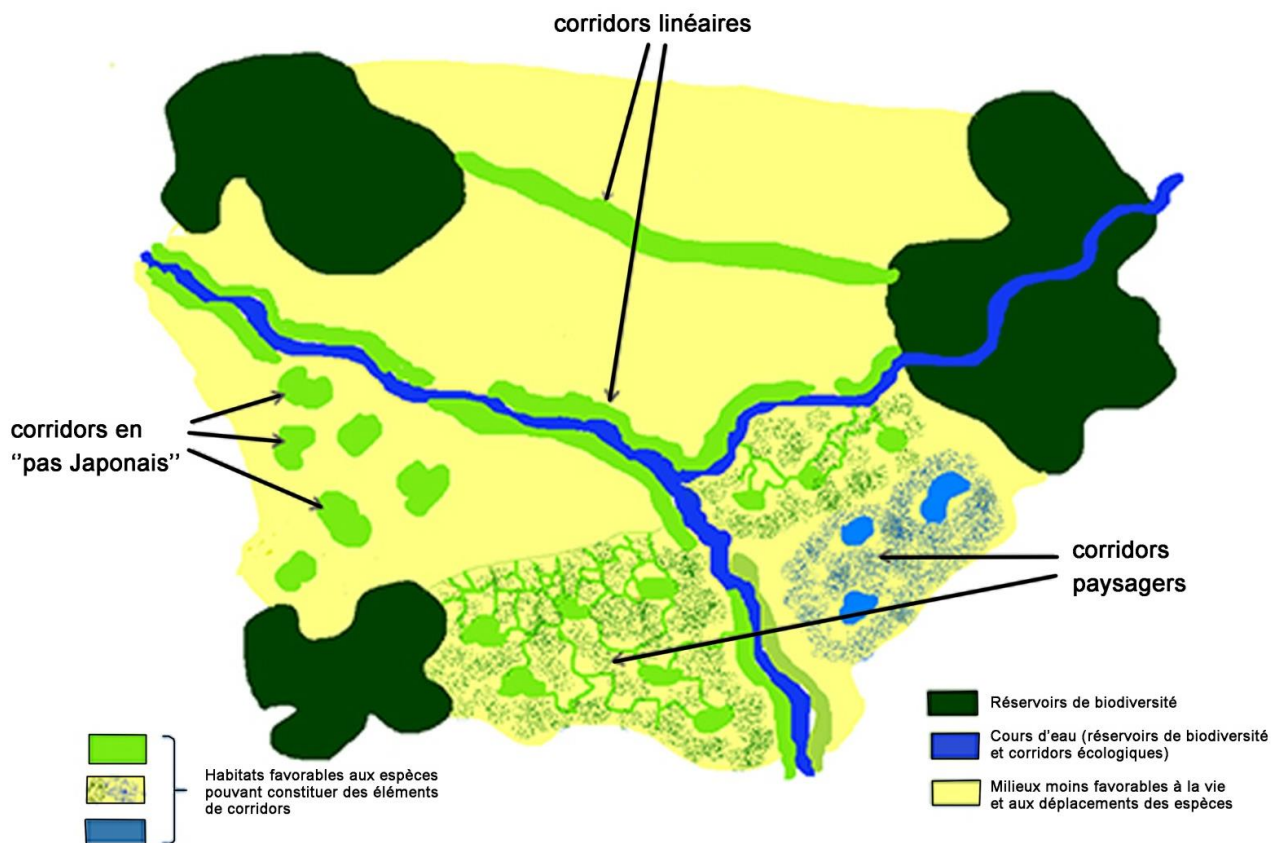 corridors linéaires
corridors en
‘’pas Japonais’’
corridors
paysagers
Habitats favorables aux espèces
pouvant constituer des éléments
de corridors
Réservoirs de biodiversité
Cours d'eau (réservoirs de biodiversité
et corridors écologiques)
Milieux moins favorables à la vie
et aux déplacements des espèces